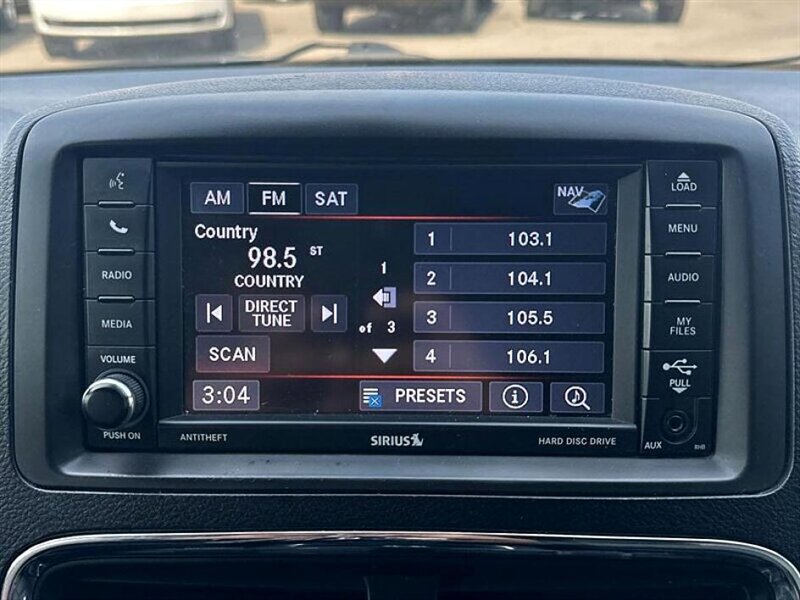 AM FM SAT NAV
Country
98.5 ST
COUNTRY
DIRECT
TUNE
SCAN
3:04
1
of 3
1 103.1
2 104.1
3 105.5
4 106.1
PRESETS
i
RADIO
MEDIA
VOLUME
PUSH ON
ANTITHEFT
SIRIUS
HARD DISC DRIVE
LOAD
MENU
AUDIO
MY
FILES
PULL
AUX
RHB